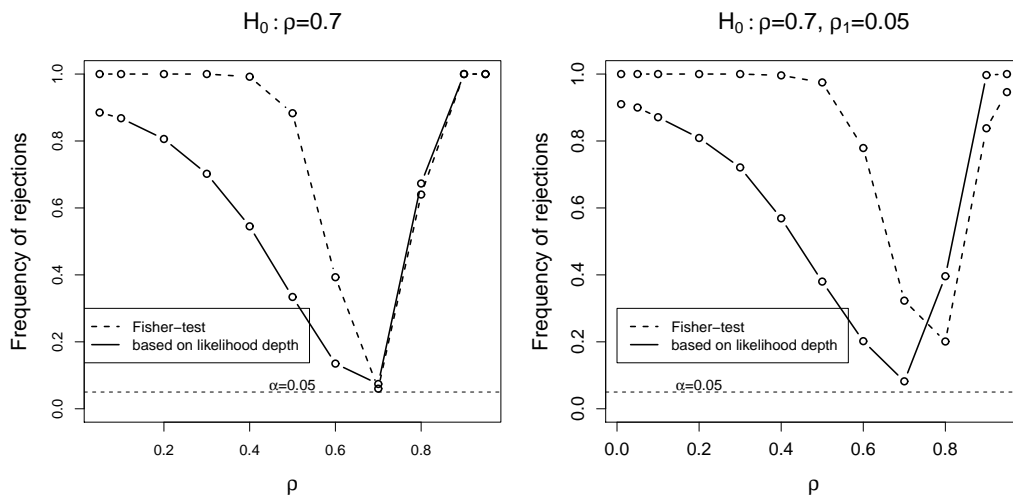 H₀ : ρ=0.7
Frequency of rejections
1.0
0.8
0.6
0.4
0.2
0.0
Fisher−test
based on likelihood depth
α=0.05
0.2 0.4 0.6 0.8
ρ
H₀ : ρ=0.7, ρ₁=0.05
Frequency of rejections
1.0
0.8
0.6
0.4
0.2
0.0
Fisher−test
based on likelihood depth
α=0.05
0.0 0.2 0.4 0.6 0.8
ρ